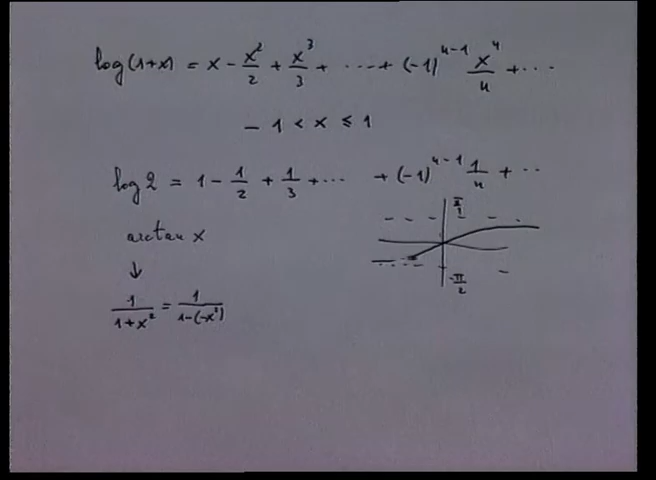 log(1+x) = x - x²/2 + x³/3 + ⋯ + (-1)ⁿ⁻¹ xⁿ/n + ⋯
- 1 < x ≤ 1
log 2 = 1 - 1/2 + 1/3 + ⋯ + (-1)ⁿ⁻¹ 1/n + ⋯
π/2
arctan x
↓
-π/2
1/(1+x²) = 1/(1-(-x²))